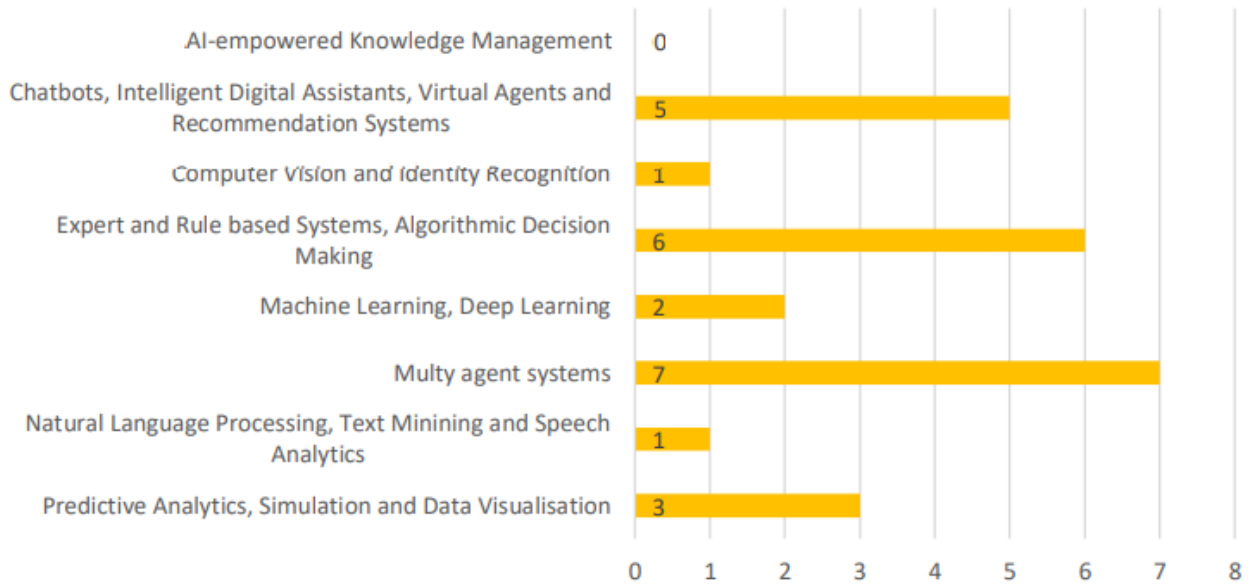 AI-empowered Knowledge Management
0
Chatbots, Intelligent Digital Assistants, Virtual Agents and
Recommendation Systems
5
Computer Vision and Identity Recognition
1
Expert and Rule based Systems, Algorithmic Decision
Making
6
Machine Learning, Deep Learning
2
Multy agent systems
7
Natural Language Processing, Text Minining and Speech
Analytics
1
Predictive Analytics, Simulation and Data Visualisation
3
0 1 2 3 4 5 6 7 8